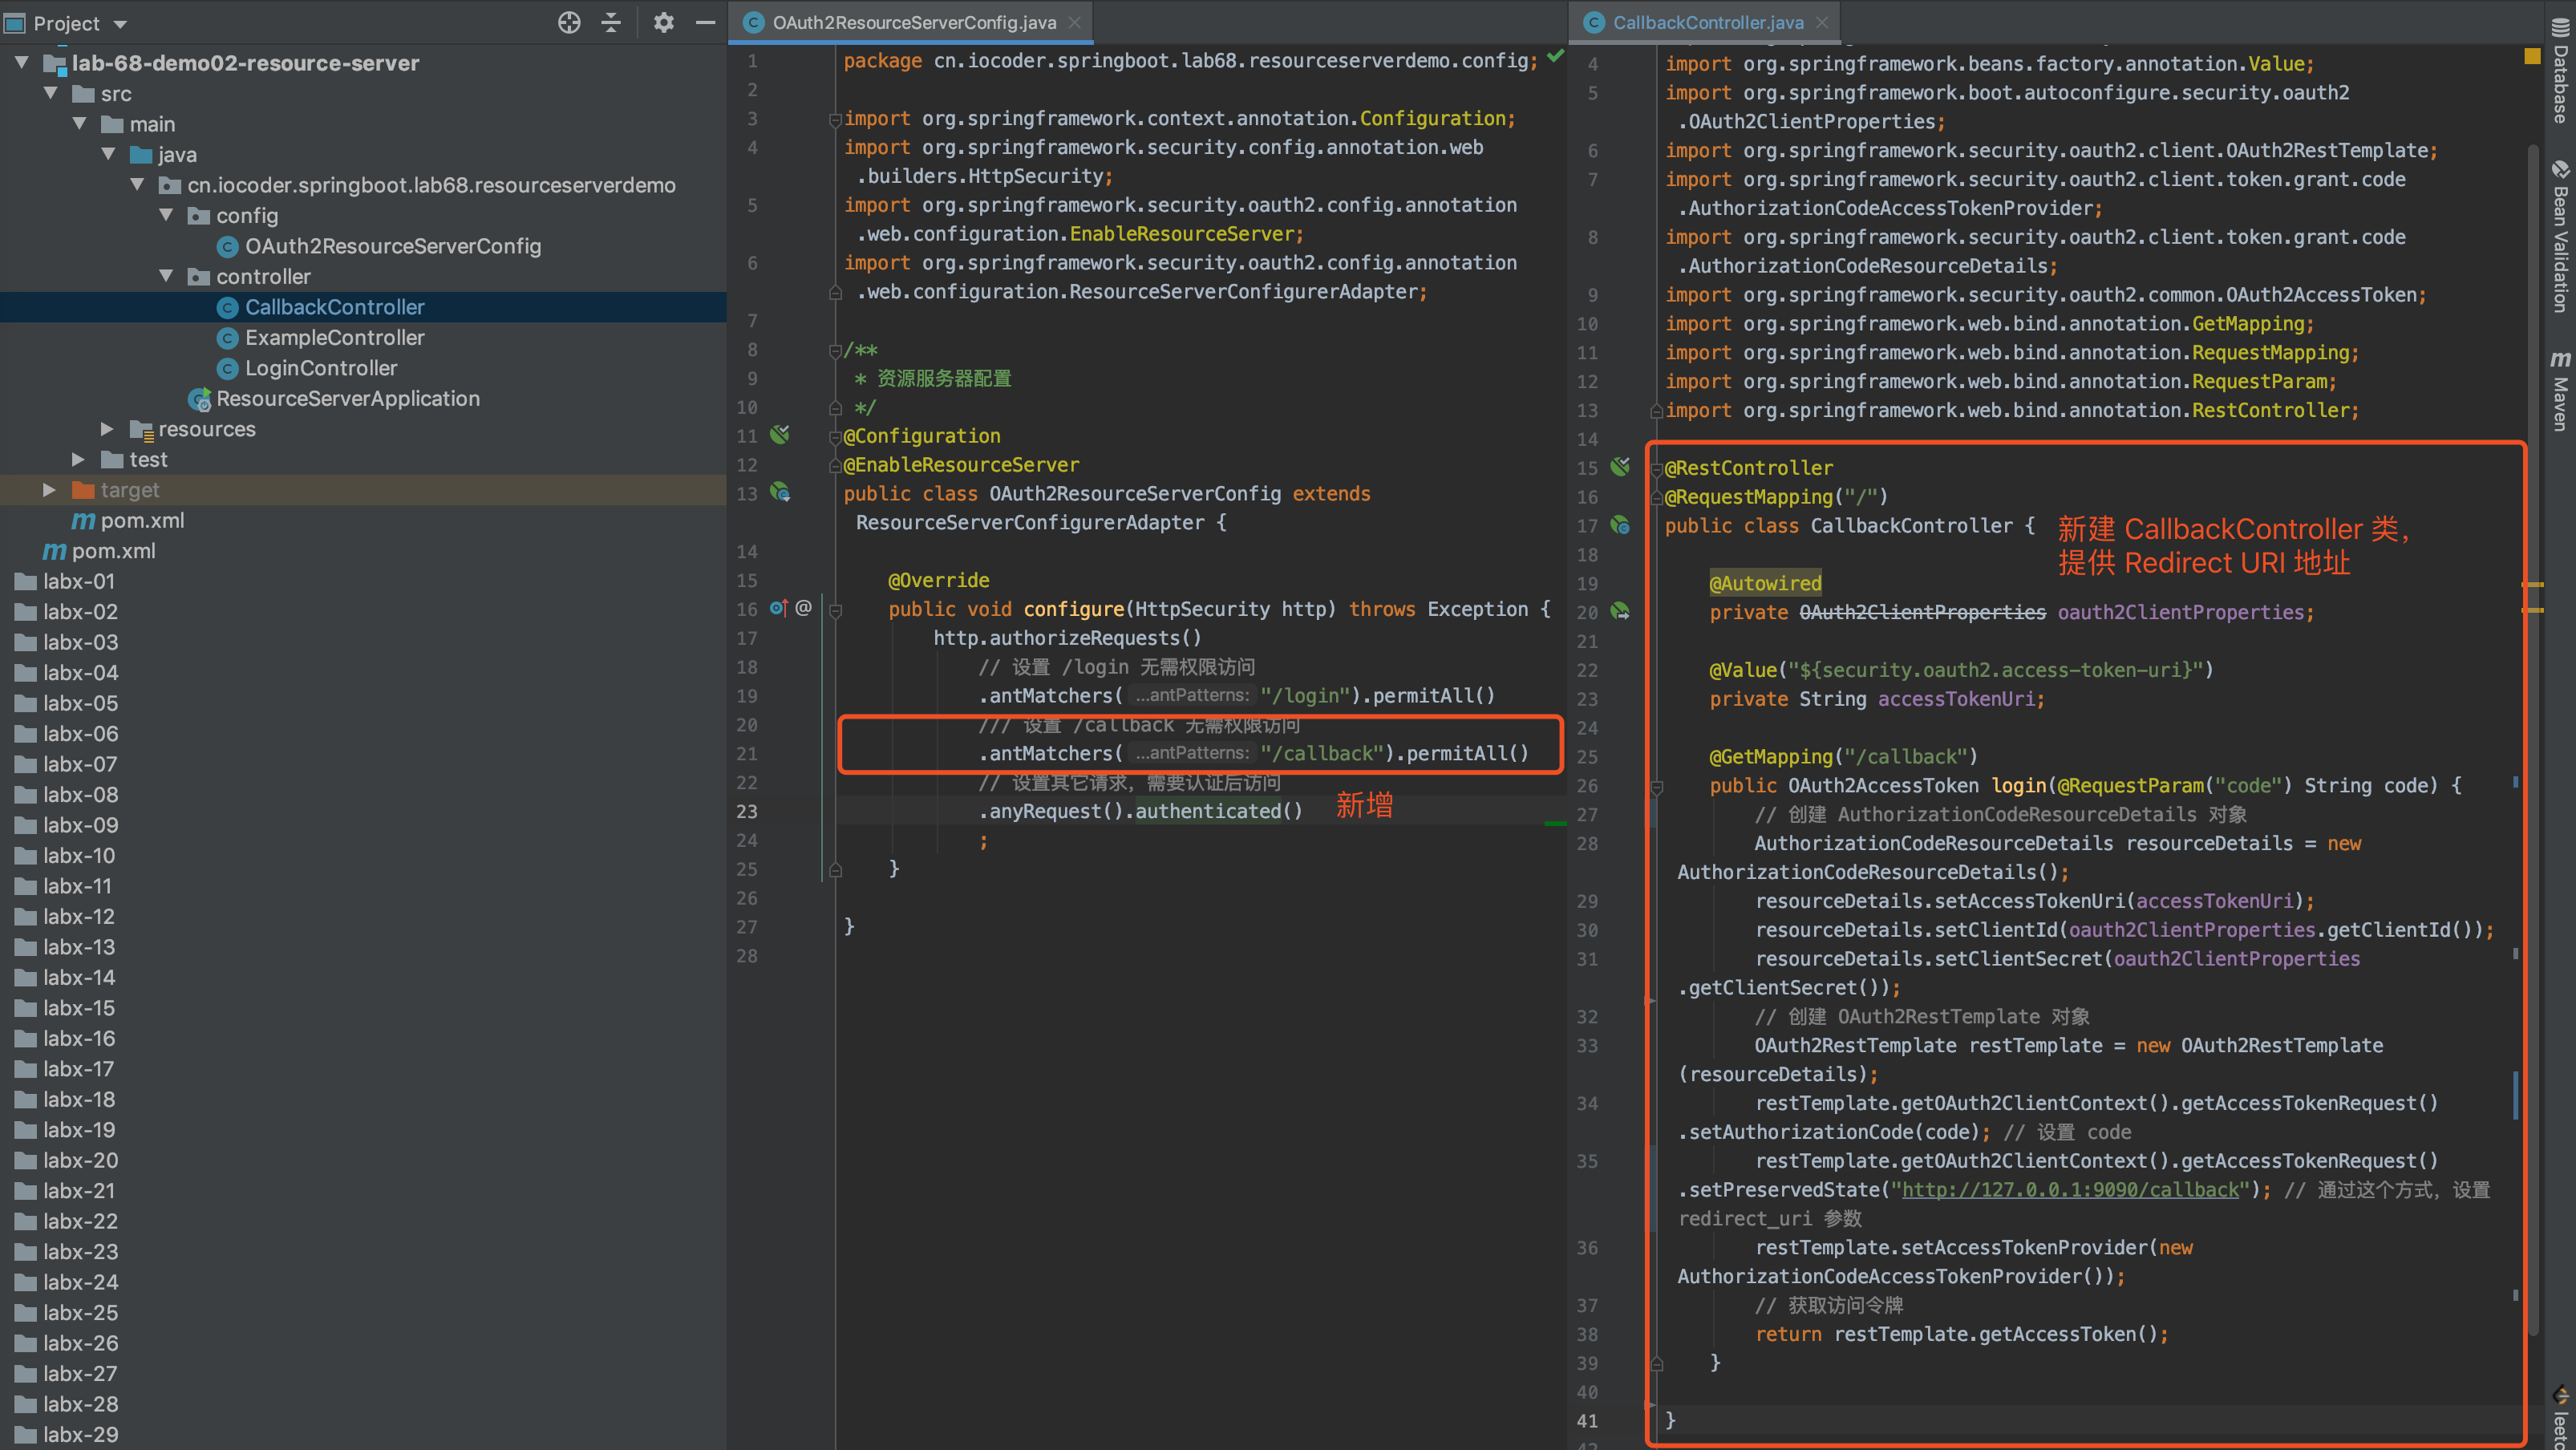 Project
lab-68-demo02-resource-server
src
main
java
cn.iocoder.springboot.lab68.resourceserverdemo
config
OAuth2ResourceServerConfig
controller
CallbackController
ExampleController
LoginController
ResourceServerApplication
resources
test
target
pom.xml
pom.xml
labx-01
labx-02
labx-03
labx-04
labx-05
labx-06
labx-07
labx-08
labx-09
labx-10
labx-11
labx-12
labx-13
labx-14
labx-15
labx-16
labx-17
labx-18
labx-19
labx-20
labx-21
labx-22
labx-23
labx-24
labx-25
labx-26
labx-27
labx-28
labx-29
OAuth2ResourceServerConfig.java
1 package cn.iocoder.springboot.lab68.resourceserverdemo.config;
2
3 import org.springframework.context.annotation.Configuration;
4 import org.springframework.security.config.annotation.web
.builders.HttpSecurity;
5 import org.springframework.security.oauth2.config.annotation
.web.configuration.EnableResourceServer;
6 import org.springframework.security.oauth2.config.annotation
.web.configuration.ResourceServerConfigurerAdapter;
7
8 /**
9 * 资源服务器配置
10 */
11 @Configuration
12 @EnableResourceServer
13 public class OAuth2ResourceServerConfig extends
ResourceServerConfigurerAdapter {
14
15 @Override
16 @ public void configure(HttpSecurity http) throws Exception {
17 http.authorizeRequests()
18 // 设置 /login 无需权限访问
19 .antMatchers( ...antPatterns: "/login").permitAll()
20 /// 设置 /callback 无需权限访问
21 .antMatchers( ...antPatterns: "/callback").permitAll()
22 // 设置其它请求，需要认证后访问
23 .anyRequest().authenticated() 新增
24 ;
25 }
26
27 }
28
CallbackController.java
4 import org.springframework.beans.factory.annotation.Value;
5 import org.springframework.boot.autoconfigure.security.oauth2
.OAuth2ClientProperties;
6 import org.springframework.security.oauth2.client.OAuth2RestTemplate;
7 import org.springframework.security.oauth2.client.token.grant.code
.AuthorizationCodeAccessTokenProvider;
8 import org.springframework.security.oauth2.client.token.grant.code
.AuthorizationCodeResourceDetails;
9 import org.springframework.security.oauth2.common.OAuth2AccessToken;
10 import org.springframework.web.bind.annotation.GetMapping;
11 import org.springframework.web.bind.annotation.RequestMapping;
12 import org.springframework.web.bind.annotation.RequestParam;
13 import org.springframework.web.bind.annotation.RestController;
14
15 @RestController
16 @RequestMapping("/")
17 public class CallbackController {
新建 CallbackController 类，
提供 Redirect URI 地址
18
19 @Autowired
20 private OAuth2ClientProperties oauth2ClientProperties;
21
22 @Value("${security.oauth2.access-token-uri}")
23 private String accessTokenUri;
24
25 @GetMapping("/callback")
26 public OAuth2AccessToken login(@RequestParam("code") String code) {
27 // 创建 AuthorizationCodeResourceDetails 对象
28 AuthorizationCodeResourceDetails resourceDetails = new
AuthorizationCodeResourceDetails();
29 resourceDetails.setAccessTokenUri(accessTokenUri);
30 resourceDetails.setClientId(oauth2ClientProperties.getClientId());
31 resourceDetails.setClientSecret(oauth2ClientProperties
.getClientSecret());
32 // 创建 OAuth2RestTemplate 对象
33 OAuth2RestTemplate restTemplate = new OAuth2RestTemplate
(resourceDetails);
34 restTemplate.getOAuth2ClientContext().getAccessTokenRequest()
.setAuthorizationCode(code); // 设置 code
35 restTemplate.getOAuth2ClientContext().getAccessTokenRequest()
.setPreservedState("http://127.0.0.1:9090/callback"); // 通过这个方式，设置
redirect_uri 参数
36 restTemplate.setAccessTokenProvider(new
AuthorizationCodeAccessTokenProvider());
37 // 获取访问令牌
38 return restTemplate.getAccessToken();
39 }
40
41 }
Database
Bean Validation
Maven